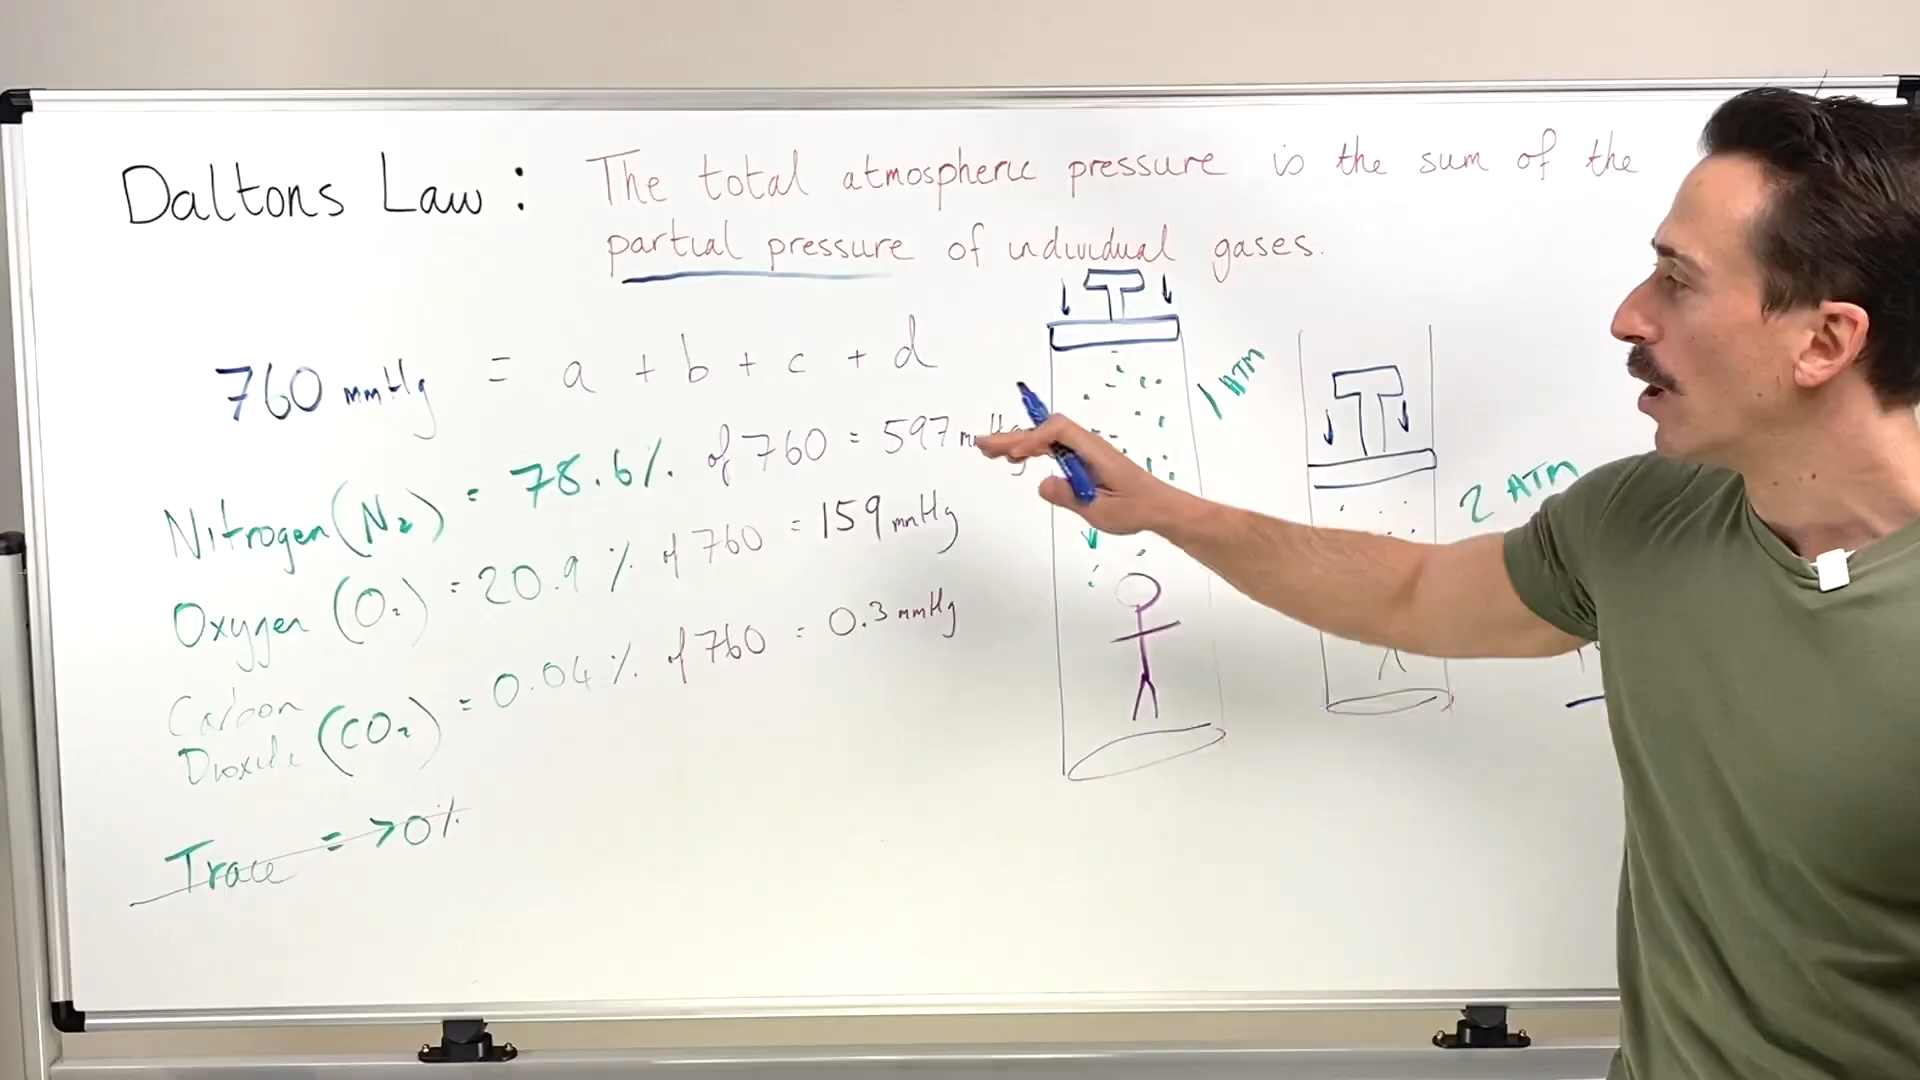 Daltons Law : The total atmospheric pressure is the sum of the
partial pressure of individual gases.
760 mmHg = a + b + c + d
Nitrogen (N₂) = 78.6% of 760 = 597 mmHg
Oxygen (O₂) = 20.9 % of 760 = 159 mmHg
Carbon
Dioxide (CO₂) = 0.04 % of 760 = 0.3 mmHg
Trace = >0%
1 ATM
2 ATM